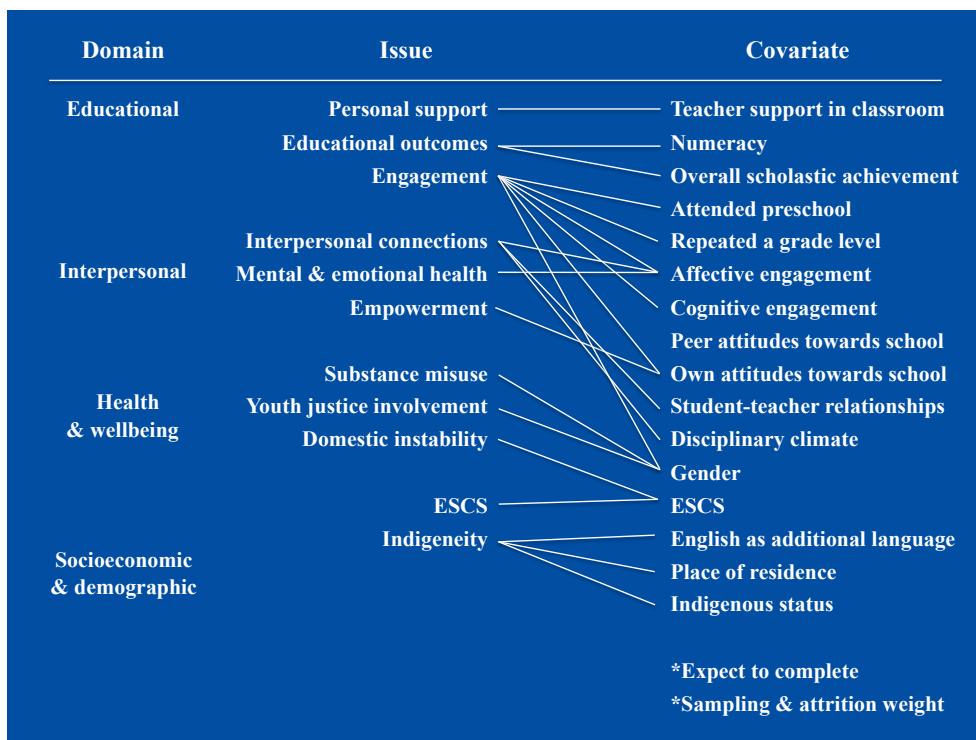 Domain Issue Covariate
Educational Personal support Teacher support in classroom
Educational outcomes Numeracy
Engagement Overall scholastic achievement
Attended preschool
Interpersonal connections Repeated a grade level
Interpersonal Mental & emotional health Affective engagement
Empowerment Cognitive engagement
Peer attitudes towards school
Substance misuse Own attitudes towards school
Health
& wellbeing
Youth justice involvement Student-teacher relationships
Domestic instability Disciplinary climate
Gender
ESCS ESCS
Indigeneity English as additional language
Socioeconomic
& demographic
Place of residence
Indigenous status
*Expect to complete
*Sampling & attrition weight